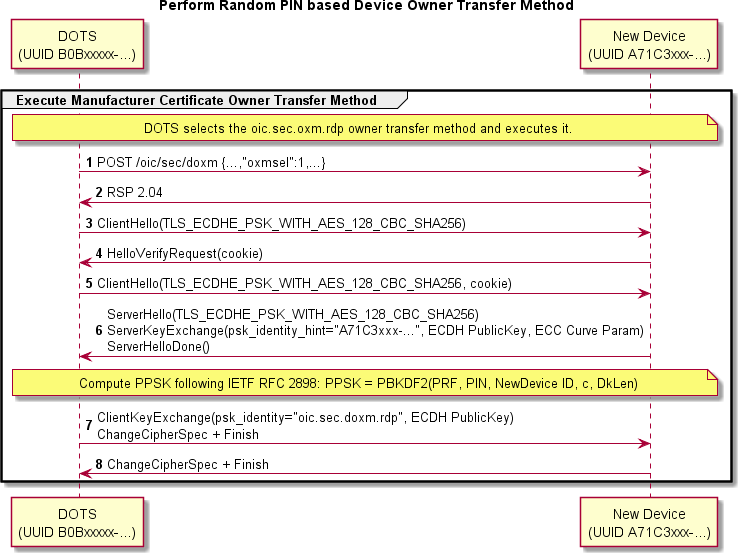 Perform Random PIN based Device Owner Transfer Method
DOTS
(UUID B0Bxxxxx-...)
New Device
(UUID A71C3xxx-...)
Execute Manufacturer Certificate Owner Transfer Method
DOTS selects the oic.sec.oxm.rdp owner transfer method and executes it.
1 POST /oic/sec/doxm {...,"oxmsel":1,...}
2 RSP 2.04
3 ClientHello(TLS_ECDHE_PSK_WITH_AES_128_CBC_SHA256)
4 HelloVerifyRequest(cookie)
5 ClientHello(TLS_ECDHE_PSK_WITH_AES_128_CBC_SHA256, cookie)
ServerHello(TLS_ECDHE_PSK_WITH_AES_128_CBC_SHA256)
6 ServerKeyExchange(psk_identity_hint="A71C3xxx-...", ECDH PublicKey, ECC Curve Param)
ServerHelloDone()
Compute PPSK following IETF RFC 2898: PPSK = PBKDF2(PRF, PIN, NewDevice ID, c, DkLen)
7 ClientKeyExchange(psk_identity="oic.sec.doxm.rdp", ECDH PublicKey)
ChangeCipherSpec + Finish
8 ChangeCipherSpec + Finish
DOTS
(UUID B0Bxxxxx-...)
New Device
(UUID A71C3xxx-...)